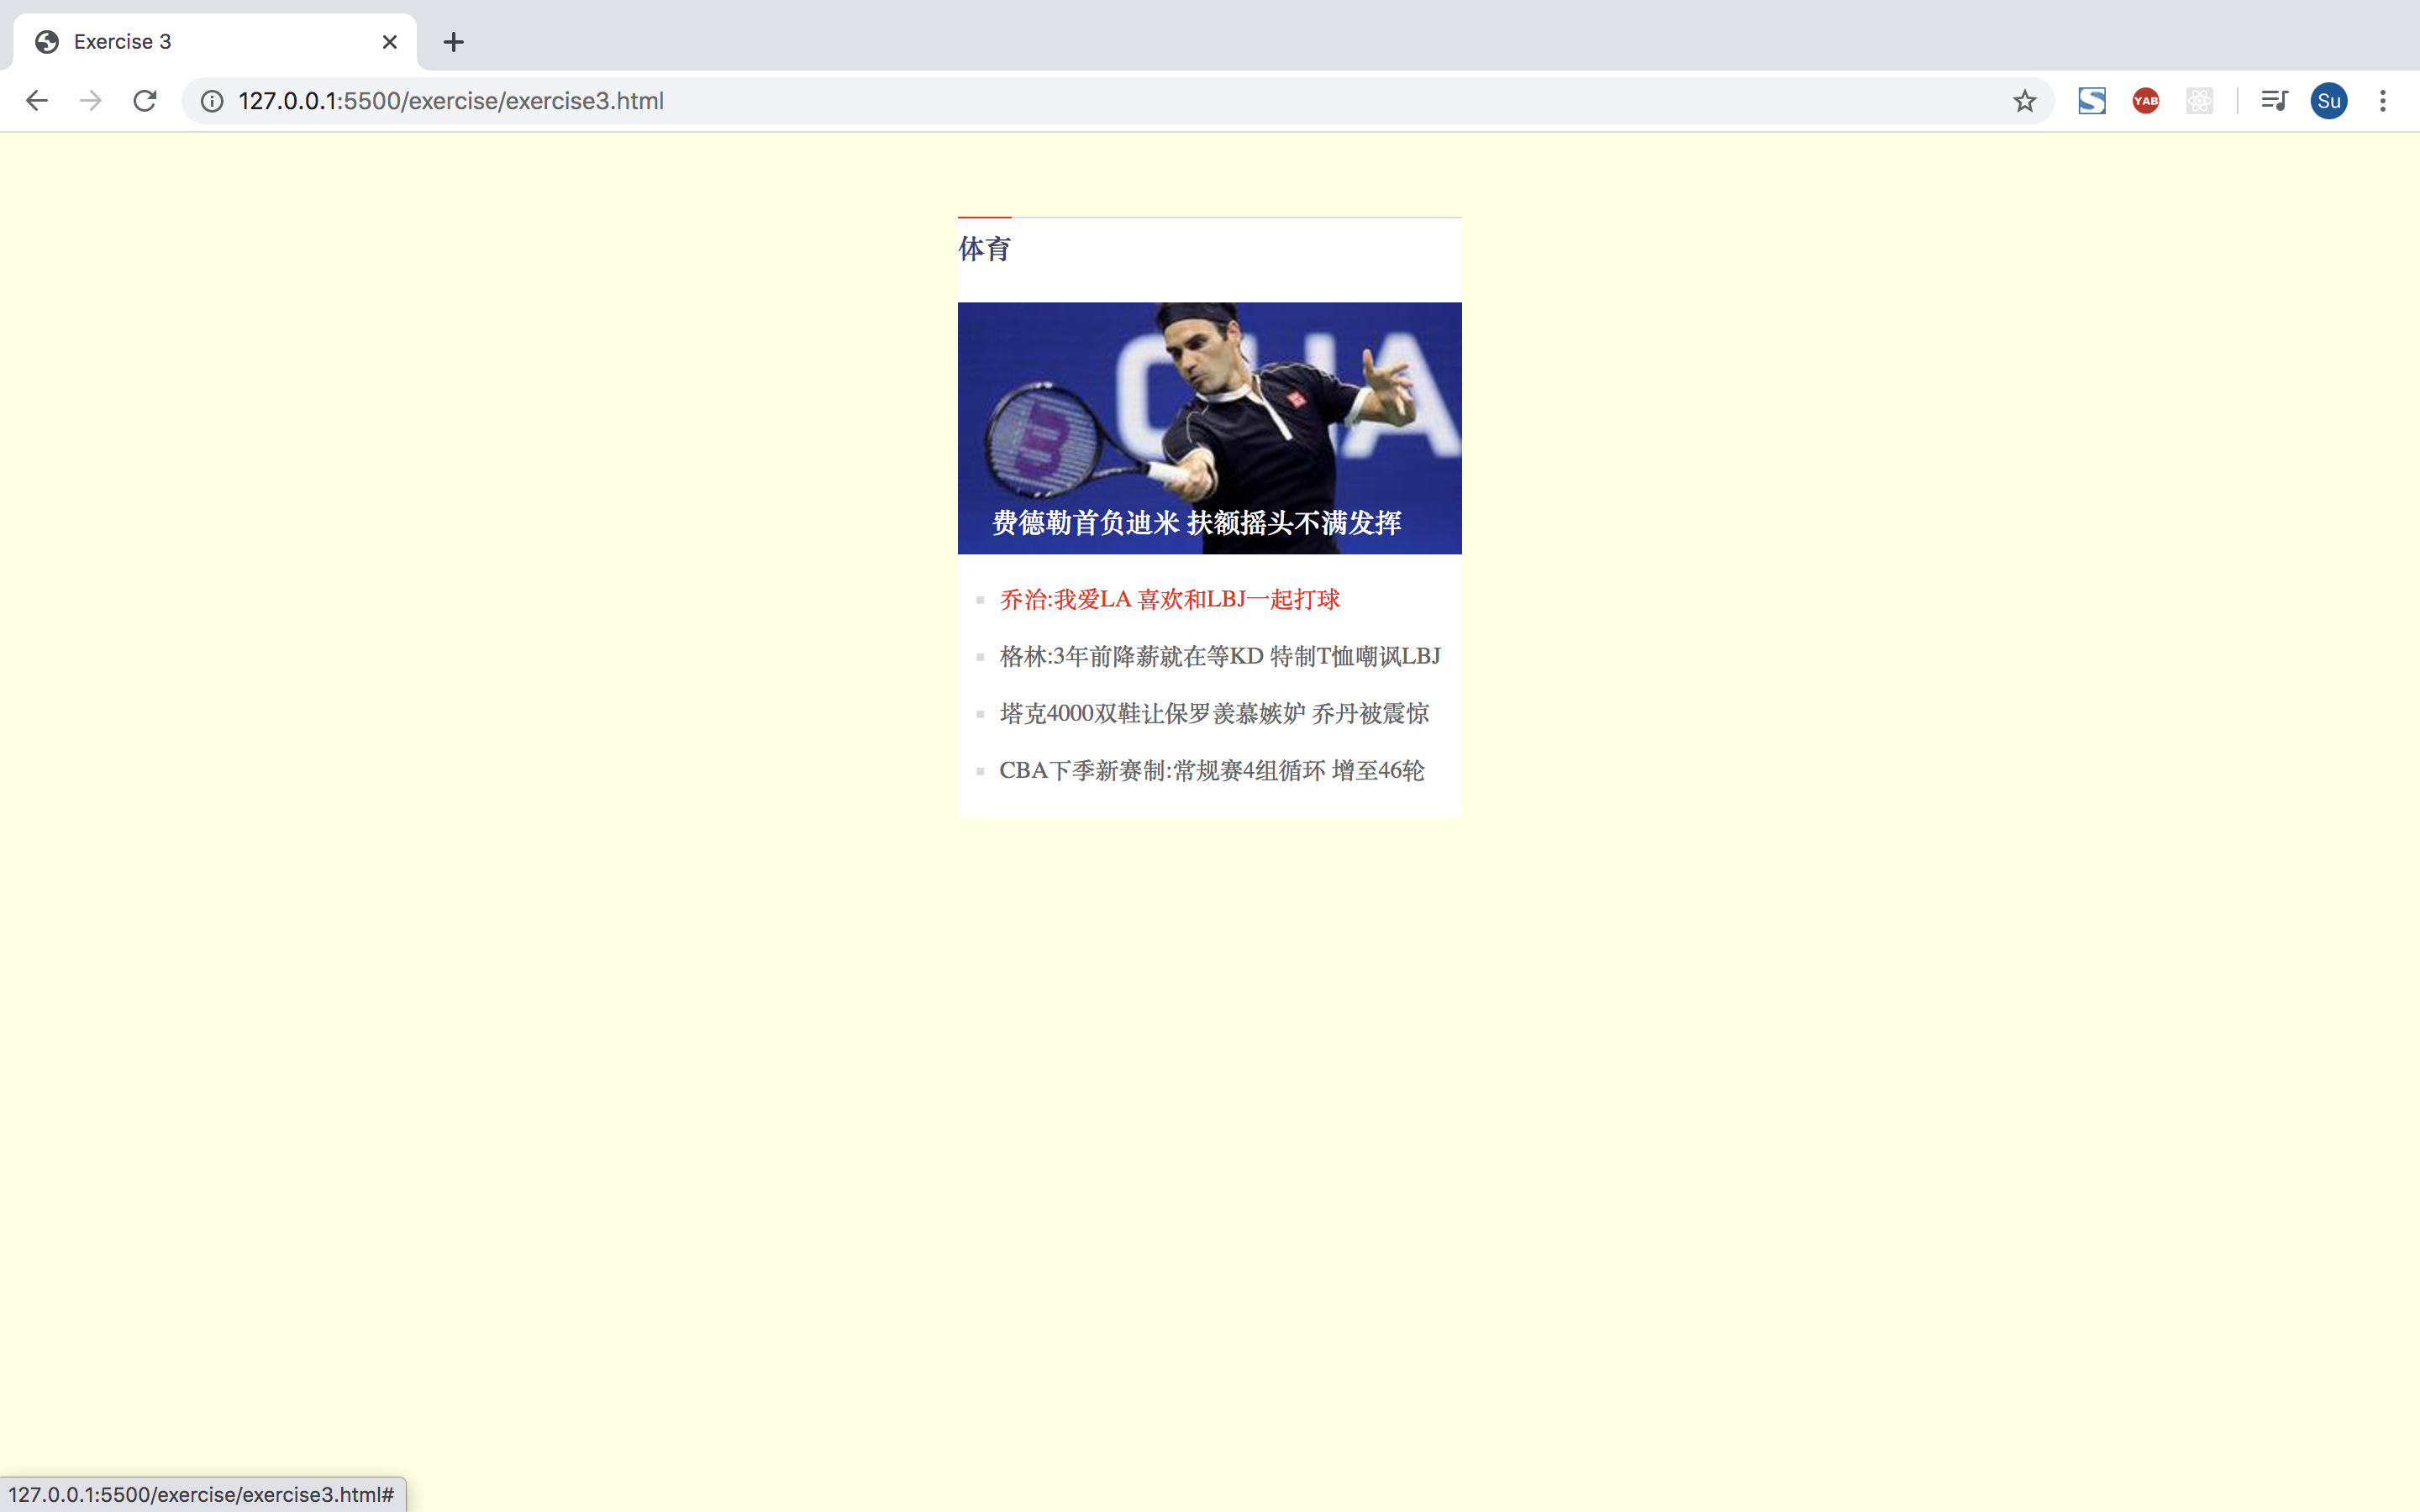 Exercise 3
127.0.0.1:5500/exercise/exercise3.html
YAB
Su
体育
费德勒首负迪米 扶额摇头不满发挥
乔治:我爱LA 喜欢和LBJ一起打球
格林:3年前降薪就在等KD 特制T恤嘲讽LBJ
塔克4000双鞋让保罗羡慕嫉妒 乔丹被震惊
CBA下季新赛制:常规赛4组循环 增至46轮
127.0.0.1:5500/exercise/exercise3.html#